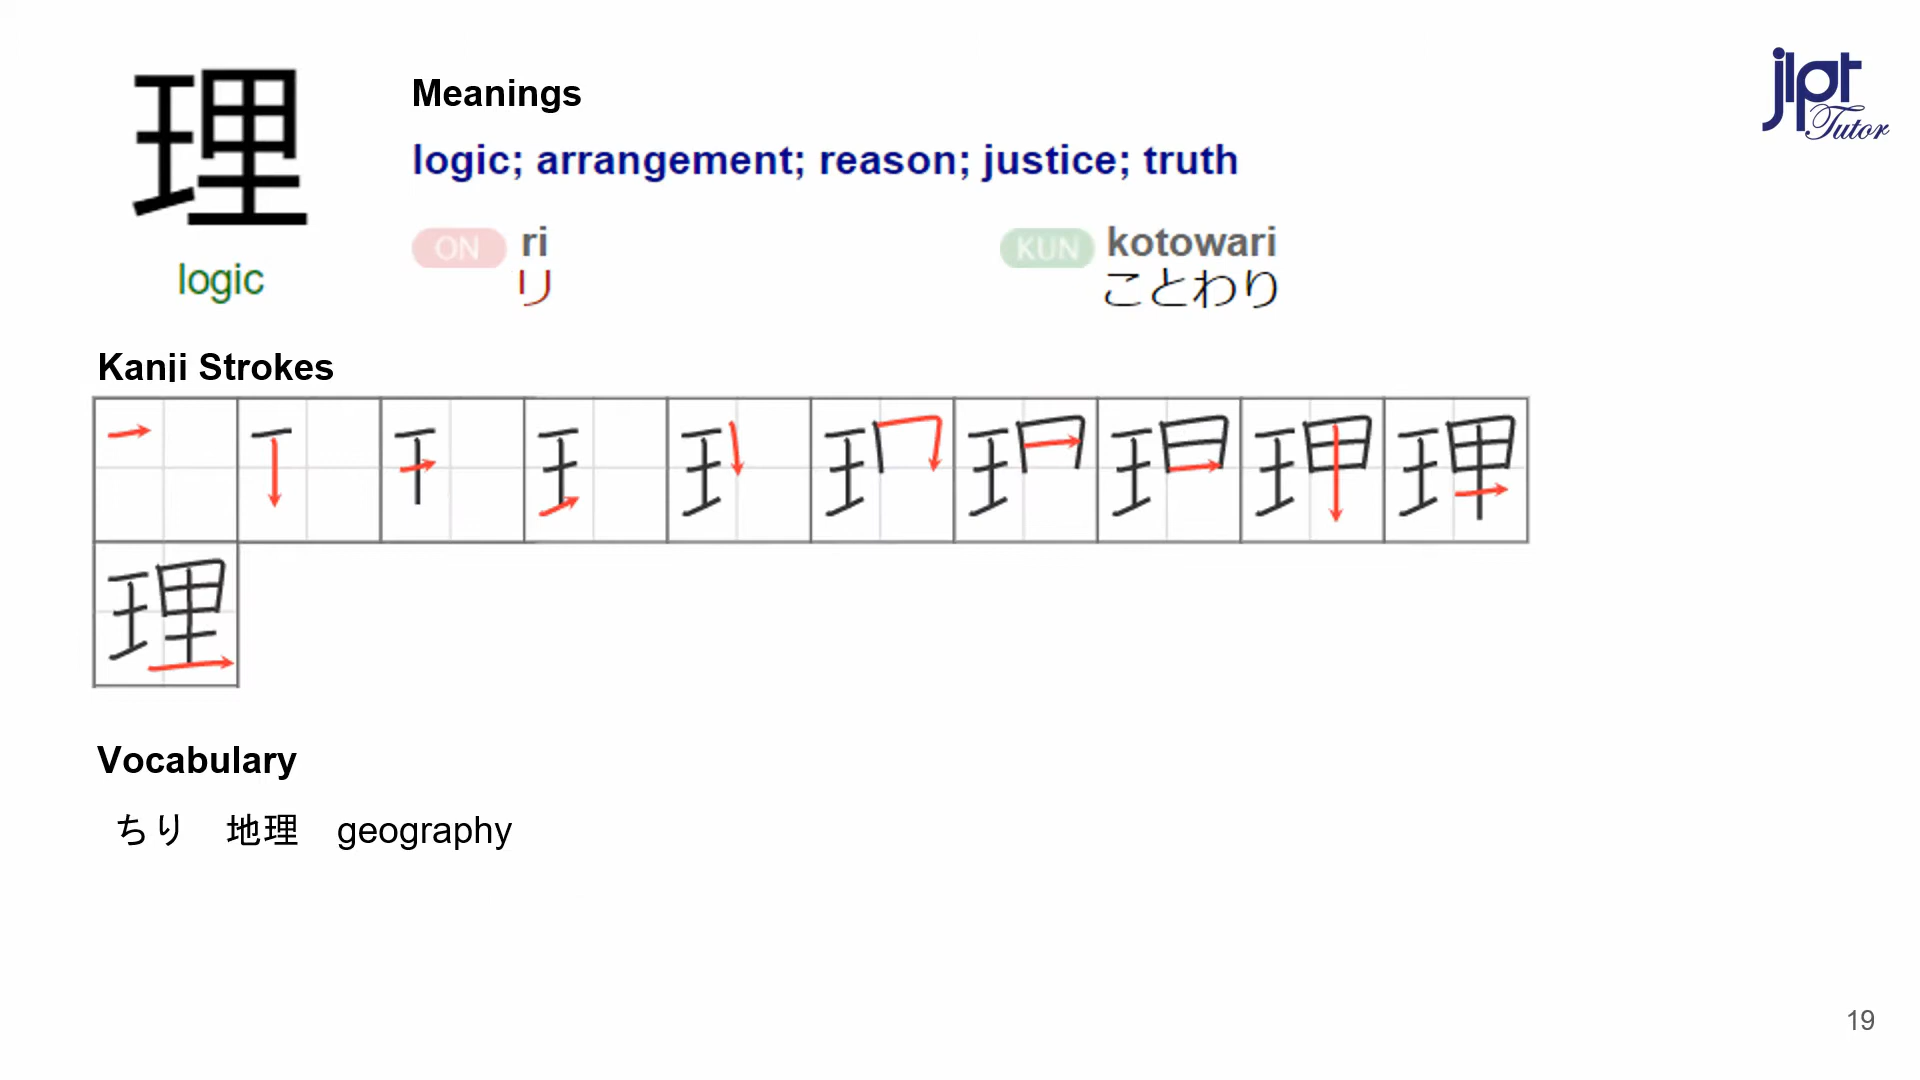 理
logic
Meanings
logic; arrangement; reason; justice; truth
ON ri
リ
KUN kotowari
ことわり
jlpt
Tutor
Kanji Strokes
理
Vocabulary
ちり 地理 geography
19